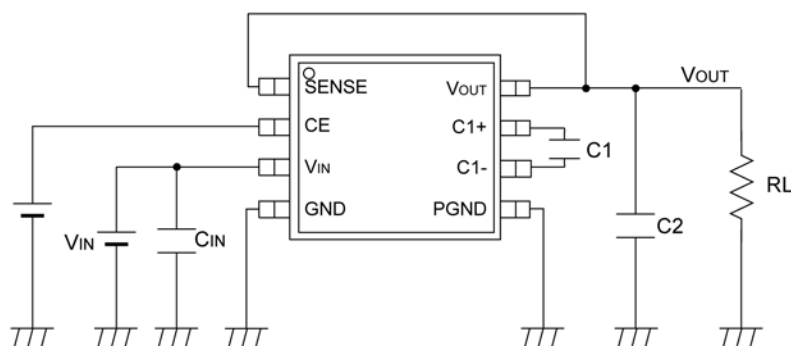 VOUT
SENSE
VOUT
CE
C1+
C1
VIN
C1-
RL
GND
PGND
C2
VIN
CIN